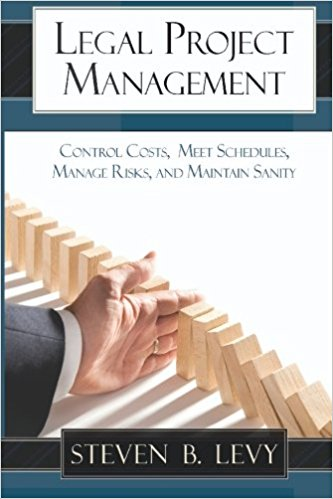 LEGAL PROJECT
MANAGEMENT
CONTROL COSTS, MEET SCHEDULES,
MANAGE RISKS, AND MAINTAIN SANITY
STEVEN B. LEVY